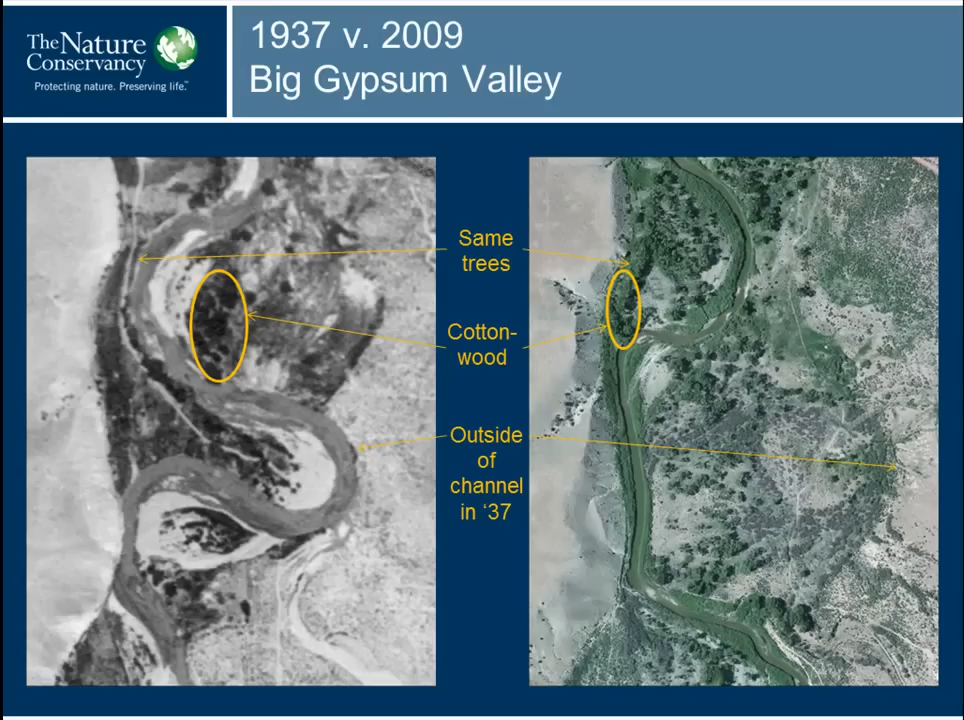 The Nature
Conservancy
Protecting nature. Preserving life.™
1937 v. 2009
Big Gypsum Valley
Same
trees
Cotton-
wood
Outside
of
channel
in ‘37